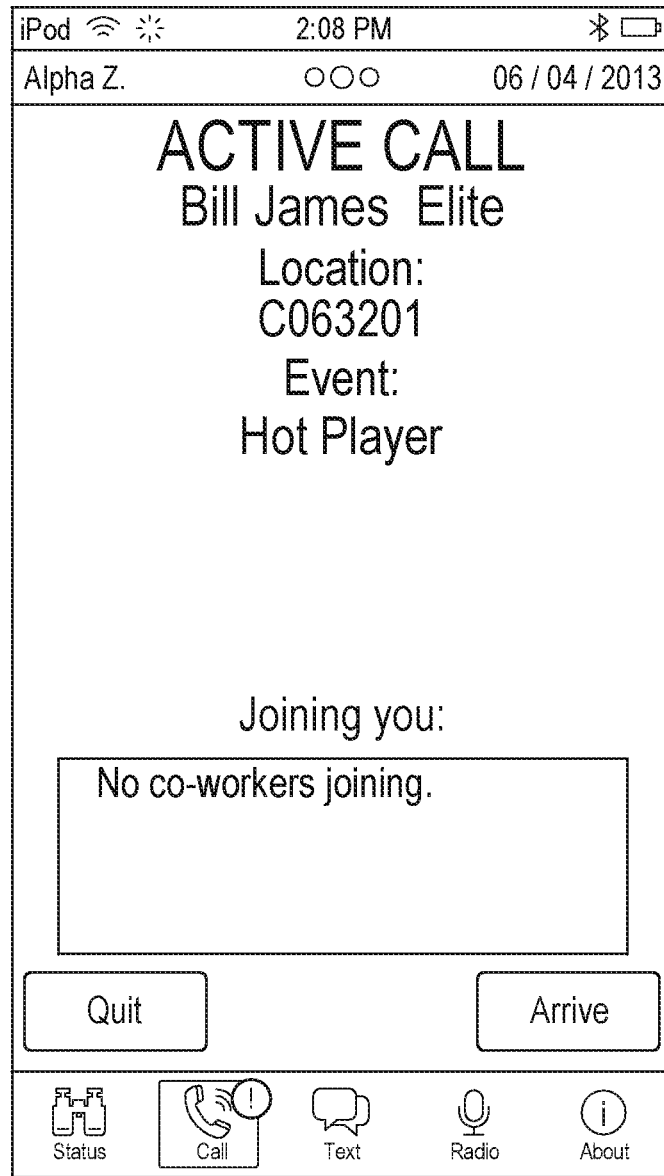 iPod 2:08 PM
Alpha Z. 06 / 04 / 2013
ACTIVE CALL
Bill James Elite
Location:
C063201
Event:
Hot Player
Joining you:
No co-workers joining.
Quit Arrive
!
i
Status Call Text Radio About